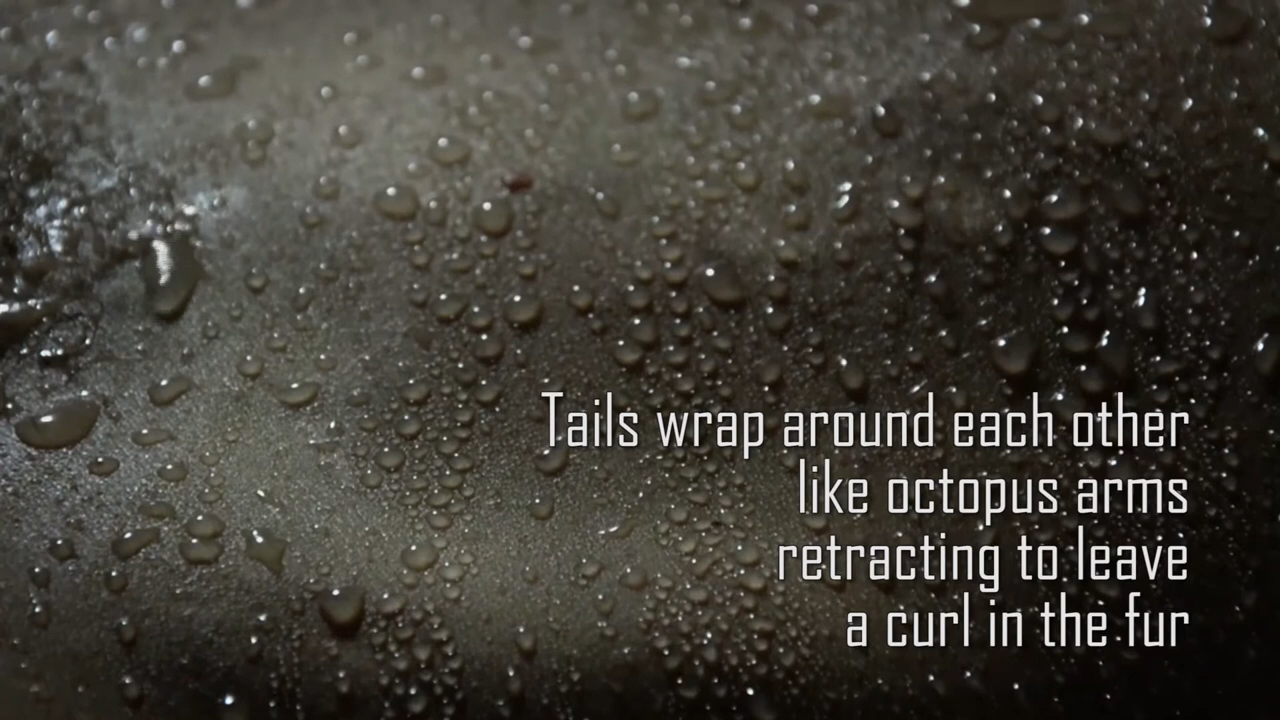 Tails wrap around each other
like octopus arms
retracting to leave
a curl in the fur